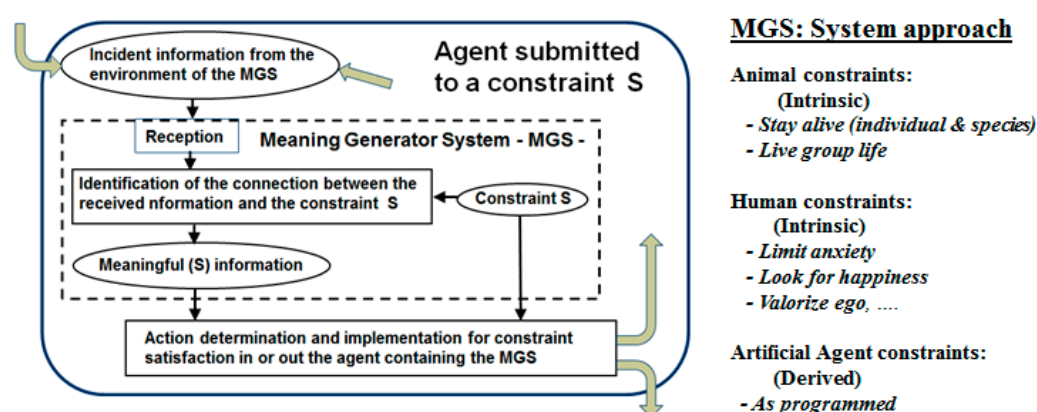 Incident information from the
environment of the MGS
Agent submitted
to a constraint S
Reception
Meaning Generator System - MGS -
Identification of the connection between the
received nformation and the constraint S
Constraint S
Meaningful (S) information
Action determination and implementation for constraint
satisfaction in or out the agent containing the MGS
MGS: System approach
Animal constraints:
(Intrinsic)
- Stay alive (individual & species)
- Live group life
Human constraints:
(Intrinsic)
- Limit anxiety
- Look for happiness
- Valorize ego, ....
Artificial Agent constraints:
(Derived)
- As programmed